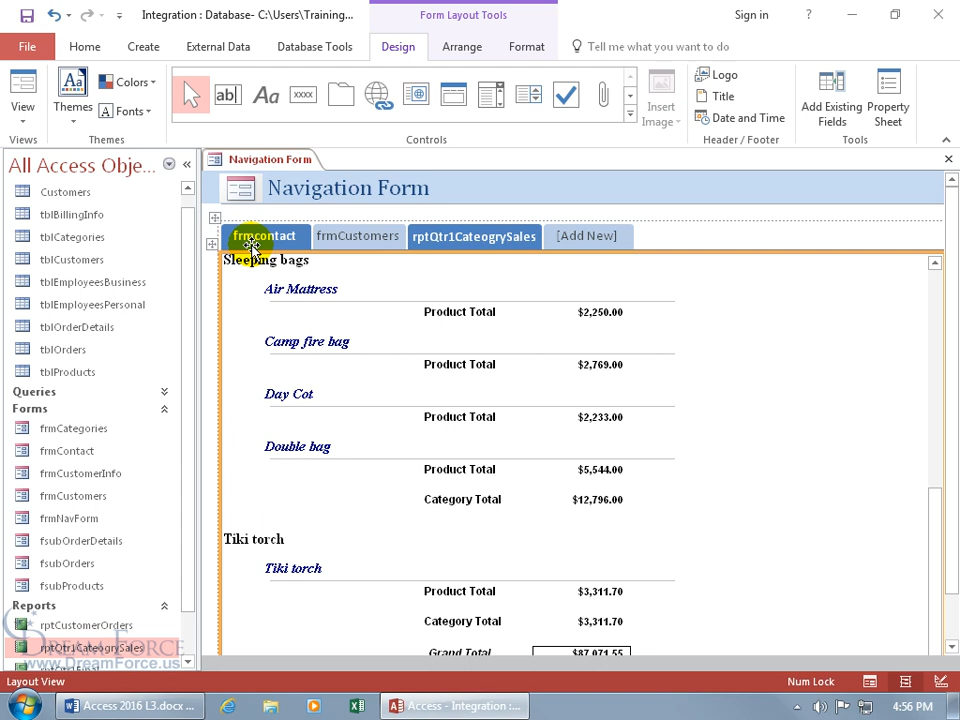 Integration : Database- C:\Users\Training...
Form Layout Tools
Sign in
?
File
Home
Create
External Data
Database Tools
Design
Arrange
Format
Tell me what you want to do
View
Views
Themes
Colors
Fonts
Themes
ab|
Aa
xxxx
Controls
Insert
Image
Logo
Title
Date and Time
Header / Footer
Add Existing
Fields
Property
Sheet
Tools
All Access Obje...
Customers
tblBillingInfo
tblCategories
tblCustomers
tblEmployeesBusiness
tblEmployeesPersonal
tblOrderDetails
tblOrders
tblProducts
Queries
Forms
frmCategories
frmContact
frmCustomerInfo
frmCustomers
frmNavForm
fsubOrderDetails
fsubOrders
fsubProducts
Reports
rptCustomerOrders
rptQtr1CateogrySales
DREAM FORCE
www.DreamForce.us
Navigation Form
Navigation Form
frmcontact
frmCustomers
rptQtr1CateogrySales
[Add New]
Sleeping bags
Air Mattress
Product Total $2,250.00
Camp fire bag
Product Total $2,769.00
Day Cot
Product Total $2,233.00
Double bag
Product Total $5,544.00
Category Total $12,796.00
Tiki torch
Tiki torch
Product Total $3,311.70
Category Total $3,311.70
Grand Total $87,071.55
Layout View
Num Lock
Access 2016 L3.docx ...
Access - Integration :...
4:56 PM